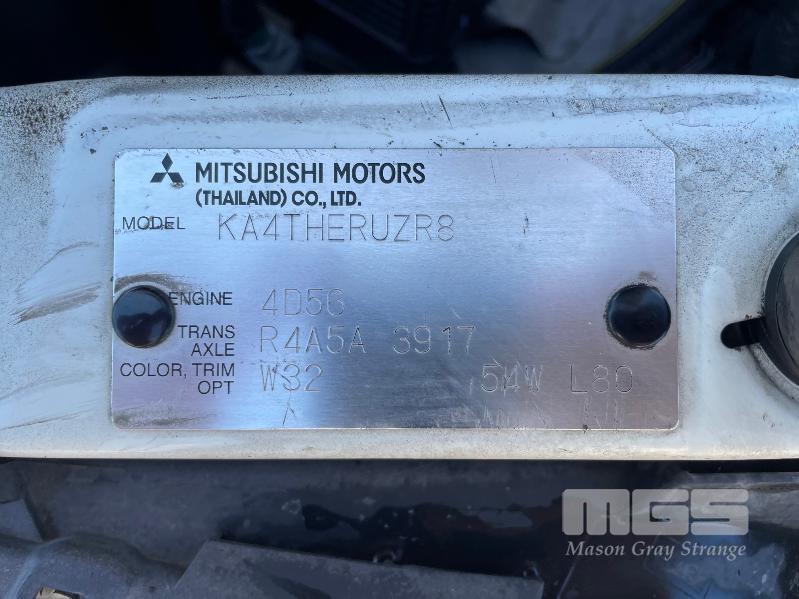 MITSUBISHI MOTORS
(THAILAND) CO., LTD.
MODEL KA4THERUZR8
ENGINE 4D56
TRANS AXLE R4A5A 3917
COLOR, TRIM OPT W32 54W L80
MGS
Mason Gray Strange